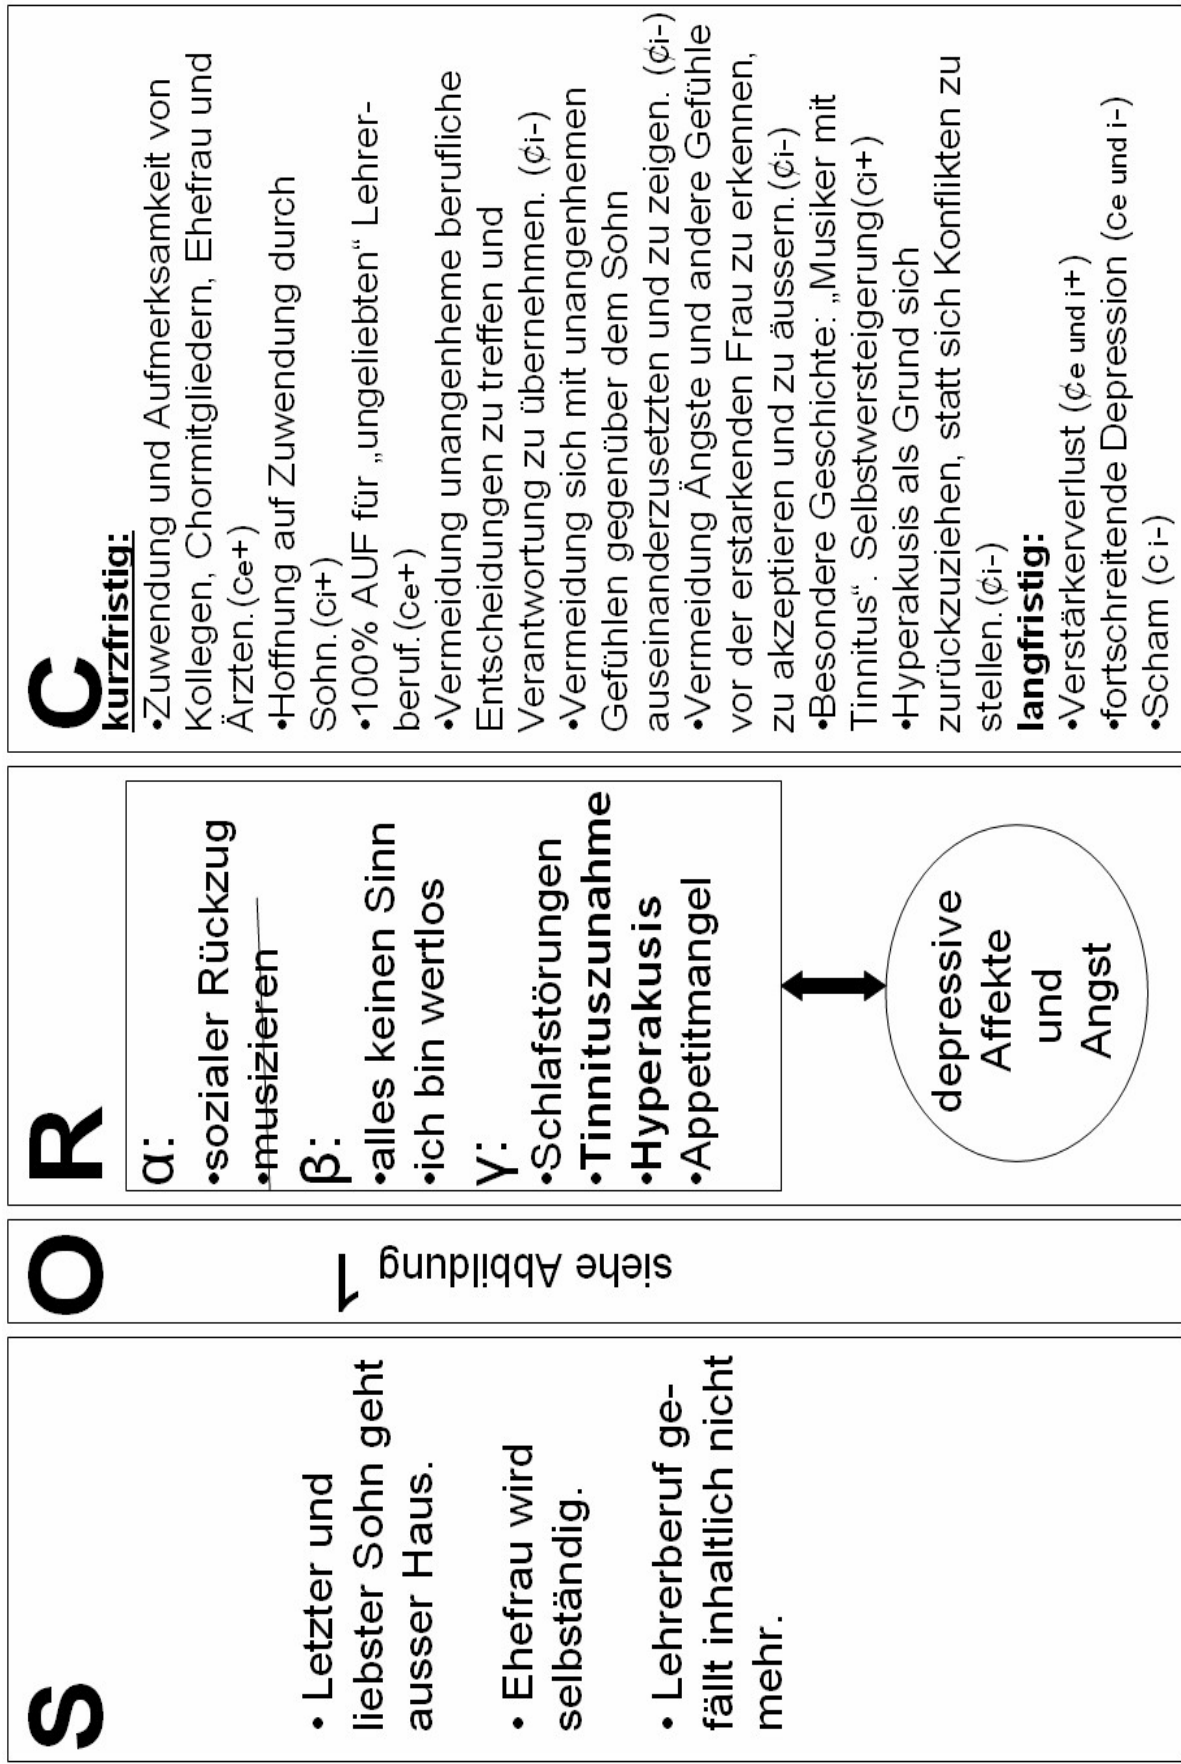 S
• Letzter und
liebster Sohn geht
ausser Haus.
• Ehefrau wird
selbständig.
• Lehrerberuf ge-
fällt inhaltlich nicht
mehr.
O
siehe Abbildung
1
R
α:
•sozialer Rückzug
•musizieren
β:
•alles keinen Sinn
•ich bin wertlos
γ:
•Schlafstörungen
•Tinnituszunahme
•Hyperakusis
•Appetitmangel
depressive
Affekte
und
Angst
C
kurzfristig:
•Zuwendung und Aufmerksamkeit von
Kollegen, Chormitgliedern, Ehefrau und
Ärzten.(Ce+)
•Hoffnung auf Zuwendung durch
Sohn.(Ci+)
•100% AUF für „ungeliebten“ Lehrer-
beruf.(Ce+)
•Vermeidung unangenheme berufliche
Entscheidungen zu treffen und
Verantwortung zu übernehmen. (₵i-)
•Vermeidung sich mit unangenhemen
Gefühlen gegenüber dem Sohn
auseinanderzusetzten und zu zeigen. (₵i-)
•Vermeidung Ängste und andere Gefühle
vor der erstarkenden Frau zu erkennen,
zu akzeptieren und zu äussern.(₵i-)
•Besondere Geschichte: „Musiker mit
Tinnitus“. Selbstwersteigerung(Ci+)
•Hyperakusis als Grund sich
zurückzuziehen, statt sich Konflikten zu
stellen.(₵i-)
langfristig:
•Verstärkerverlust (₵e und i+)
•fortschreitende Depression (Ce und i-)
•Scham (C i-)